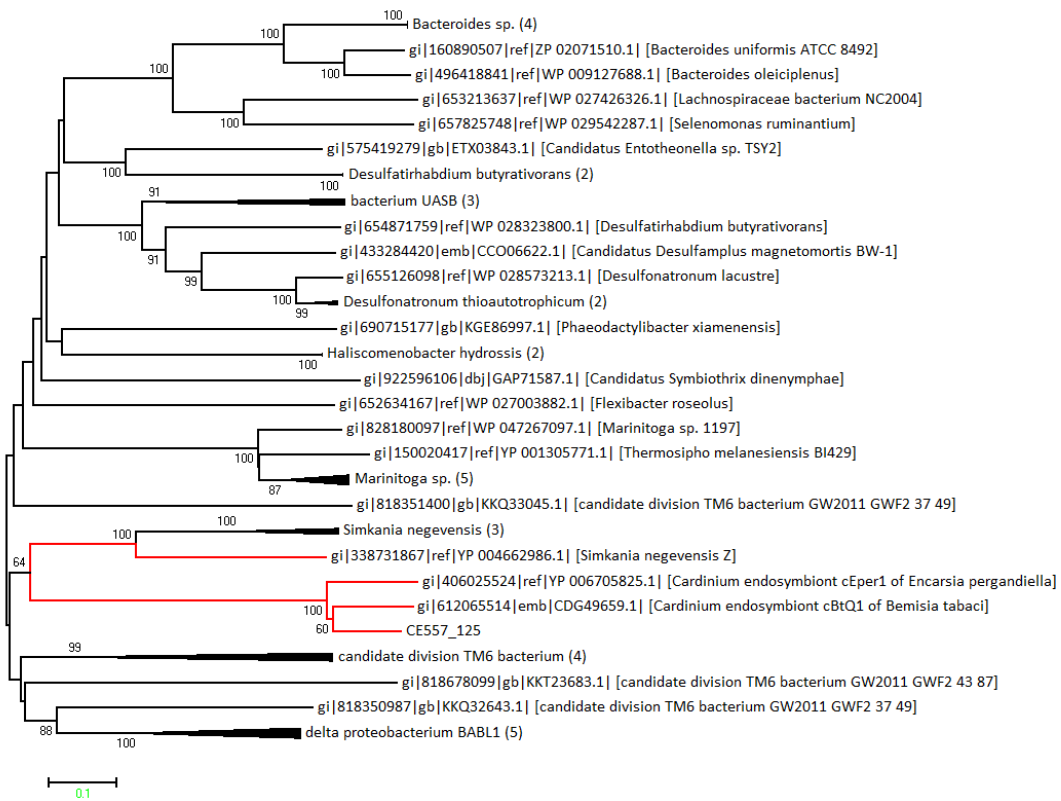 100
Bacteroides sp. (4)
100
gi|160890507|ref|ZP 02071510.1| [Bacteroides uniformis ATCC 8492]
100
100
gi|496418841|ref|WP 009127688.1| [Bacteroides oleiciplenus]
gi|653213637|ref|WP 027426326.1| [Lachnospiraceae bacterium NC2004]
100
gi|657825748|ref|WP 029542287.1| [Selenomonas ruminantium]
gi|575419279|gb|ETX03843.1| [Candidatus Entotheonella sp. TSY2]
100
Desulfatirhabdium butyrativorans (2)
100
91
bacterium UASB (3)
gi|654871759|ref|WP 028323800.1| [Desulfatirhabdium butyrativorans]
100
gi|433284420|emb|CCO06622.1| [Candidatus Desulfamplus magnetomortis BW-1]
91
gi|655126098|ref|WP 028573213.1| [Desulfonatronum lacustre]
99
100
Desulfonatronum thioautotrophicum (2)
99
gi|690715177|gb|KGE86997.1| [Phaeodactylibacter xiamenensis]
Haliscomenobacter hydrossis (2)
100
gi|922596106|dbj|GAP71587.1| [Candidatus Symbiothrix dinenymphae]
gi|652634167|ref|WP 027003882.1| [Flexibacter roseolus]
gi|828180097|ref|WP 047267097.1| [Marinitoga sp. 1197]
100
gi|150020417|ref|YP 001305771.1| [Thermosipho melanesiensis BI429]
Marinitoga sp. (5)
87
gi|818351400|gb|KKQ33045.1| [candidate division TM6 bacterium GW2011 GWF2 37 49]
100
Simkania negevensis (3)
100
gi|338731867|ref|YP 004662986.1| [Simkania negevensis Z]
64
gi|406025524|ref|YP 006705825.1| [Cardinium endosymbiont cEper1 of Encarsia pergandiella]
100
gi|612065514|emb|CDG49659.1| [Cardinium endosymbiont cBtQ1 of Bemisia tabaci]
60
CE557_125
99
candidate division TM6 bacterium (4)
gi|818678099|gb|KKT23683.1| [candidate division TM6 bacterium GW2011 GWF2 43 87]
gi|818350987|gb|KKQ32643.1| [candidate division TM6 bacterium GW2011 GWF2 37 49]
88
delta proteobacterium BABL1 (5)
100
0.1